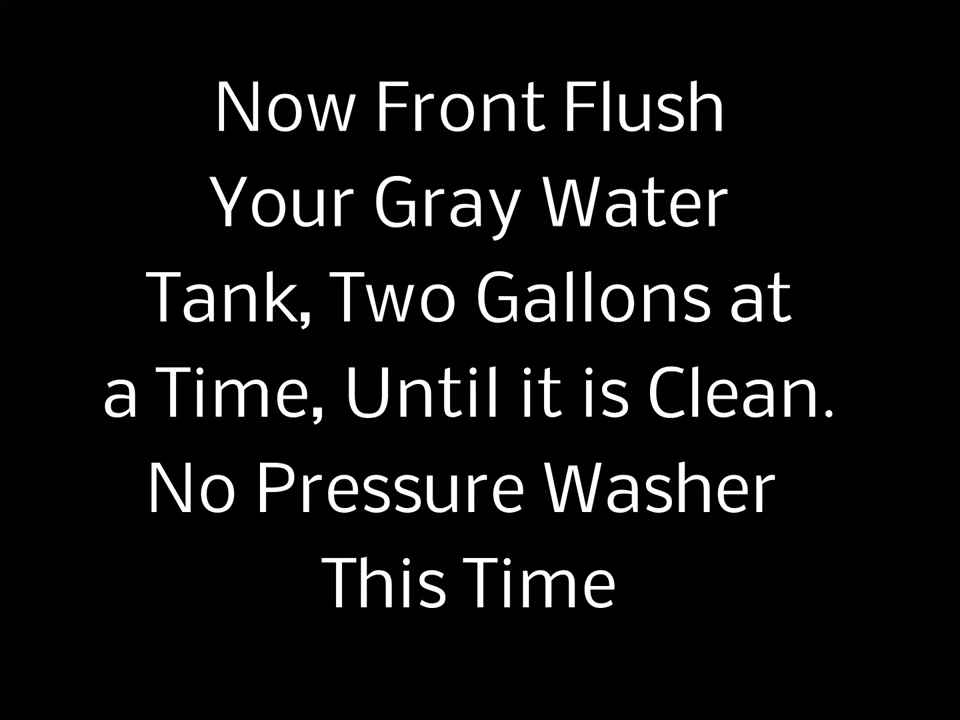 Now Front Flush
Your Gray Water
Tank, Two Gallons at
a Time, Until it is Clean.
No Pressure Washer
This Time